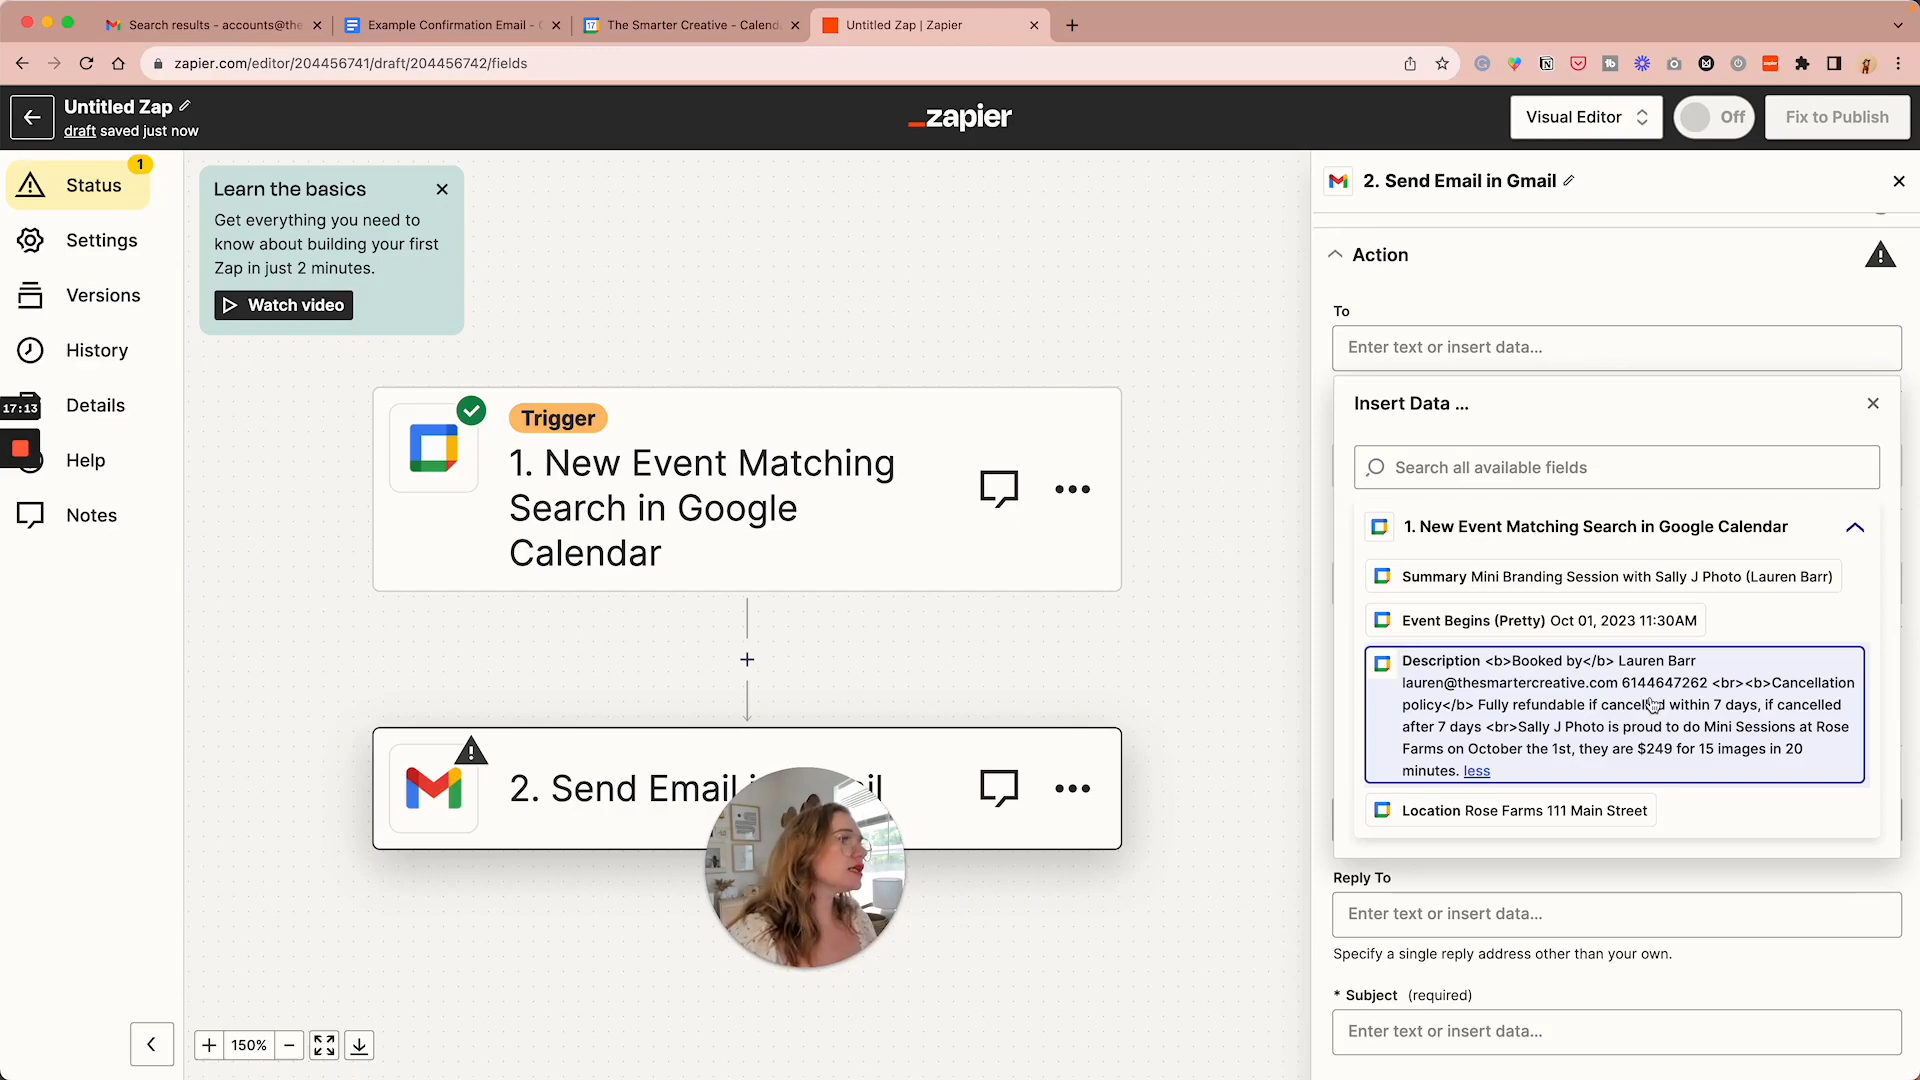 Search results - accounts@the
Example Confirmation Email -
The Smarter Creative - Calend
Untitled Zap | Zapier
zapier.com/editor/204456741/draft/204456742/fields
Untitled Zap
draft saved just now
zapier
Visual Editor
Off
Fix to Publish
1
Status
Settings
Versions
History
Details
17:13
Help
Notes
Learn the basics
Get everything you need to
know about building your first
Zap in just 2 minutes.
Watch video
Trigger
1. New Event Matching
Search in Google
Calendar
2. Send Email
150%
2. Send Email in Gmail
Action
To
Enter text or insert data...
Insert Data ...
Search all available fields
1. New Event Matching Search in Google Calendar
Summary Mini Branding Session with Sally J Photo (Lauren Barr)
Event Begins (Pretty) Oct 01, 2023 11:30AM
Description <b>Booked by</b> Lauren Barr
lauren@thesmartercreative.com 6144647262 <br><b>Cancellation
policy</b> Fully refundable if cancelled within 7 days, if cancelled
after 7 days <br>Sally J Photo is proud to do Mini Sessions at Rose
Farms on October the 1st, they are $249 for 15 images in 20
minutes. less
Location Rose Farms 111 Main Street
Reply To
Enter text or insert data...
Specify a single reply address other than your own.
* Subject (required)
Enter text or insert data...